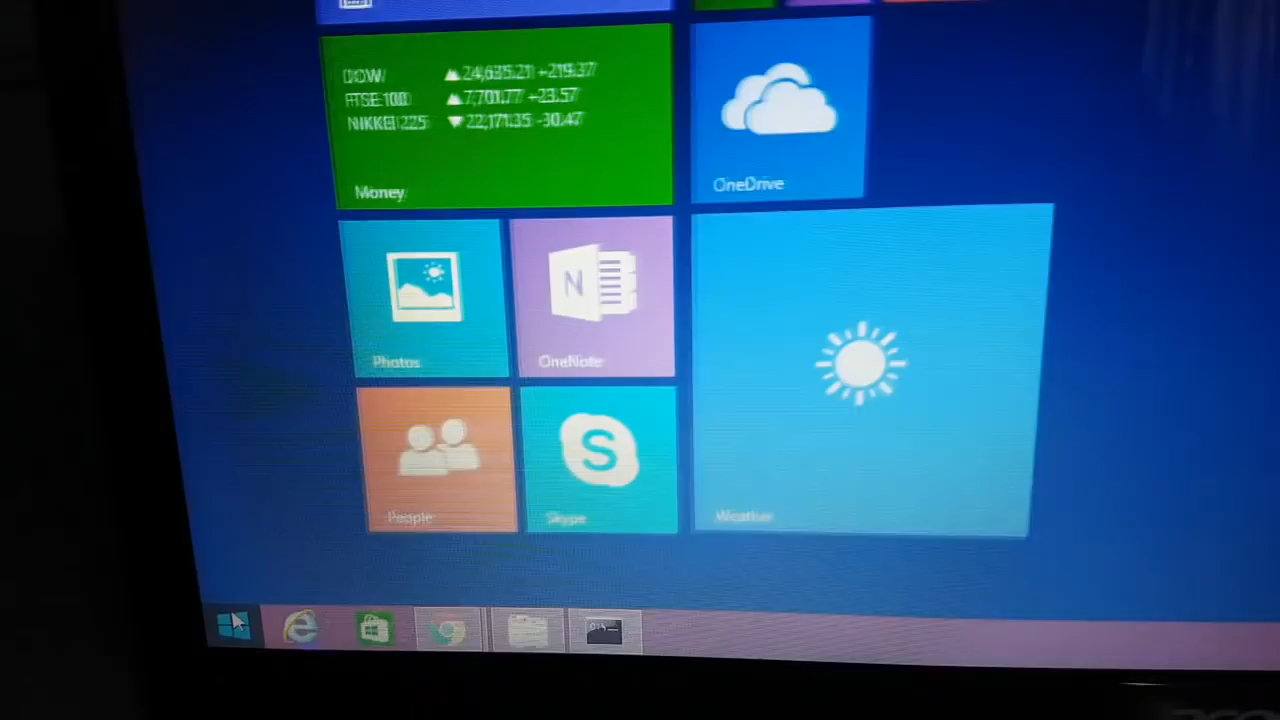 DOW ▲24,635.21 +219.37
FTSE 100 ▲7,701.77 +23.57
NIKKEI 225 ▼22,171.35 -30.47
Money
OneDrive
Photos
N
OneNote
People
S
Skype
Weather
C:\